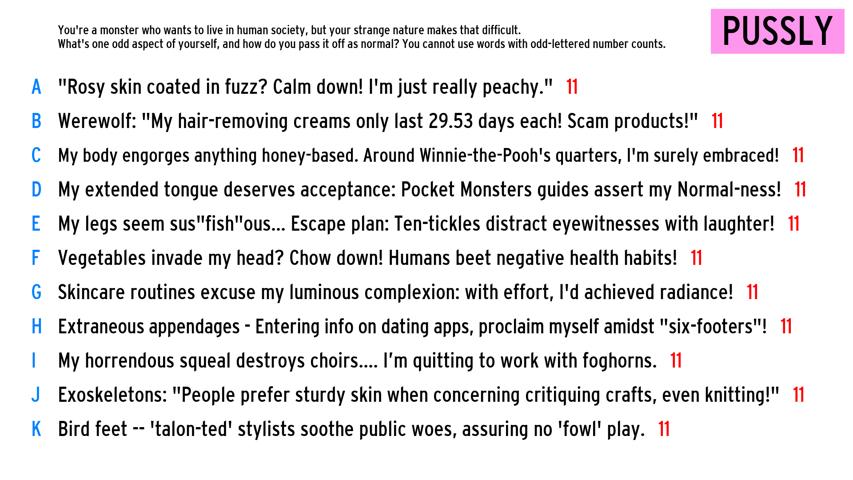 You're a monster who wants to live in human society, but your strange nature makes that difficult.
What's one odd aspect of yourself, and how do you pass it off as normal? You cannot use words with odd-lettered number counts.
PUSSLY
A "Rosy skin coated in fuzz? Calm down! I'm just really peachy." 11
B Werewolf: "My hair-removing creams only last 29.53 days each! Scam products!" 11
C My body engorges anything honey-based. Around Winnie-the-Pooh's quarters, I'm surely embraced! 11
D My extended tongue deserves acceptance: Pocket Monsters guides assert my Normal-ness! 11
E My legs seem sus"fish"ous... Escape plan: Ten-tickles distract eyewitnesses with laughter! 11
F Vegetables invade my head? Chow down! Humans beet negative health habits! 11
G Skincare routines excuse my luminous complexion: with effort, I'd achieved radiance! 11
H Extraneous appendages - Entering info on dating apps, proclaim myself amidst "six-footers"! 11
I My horrendous squeal destroys choirs.... I’m quitting to work with foghorns. 11
J Exoskeletons: "People prefer sturdy skin when concerning critiquing crafts, even knitting!" 11
K Bird feet -- 'talon-ted' stylists soothe public woes, assuring no 'fowl' play. 11